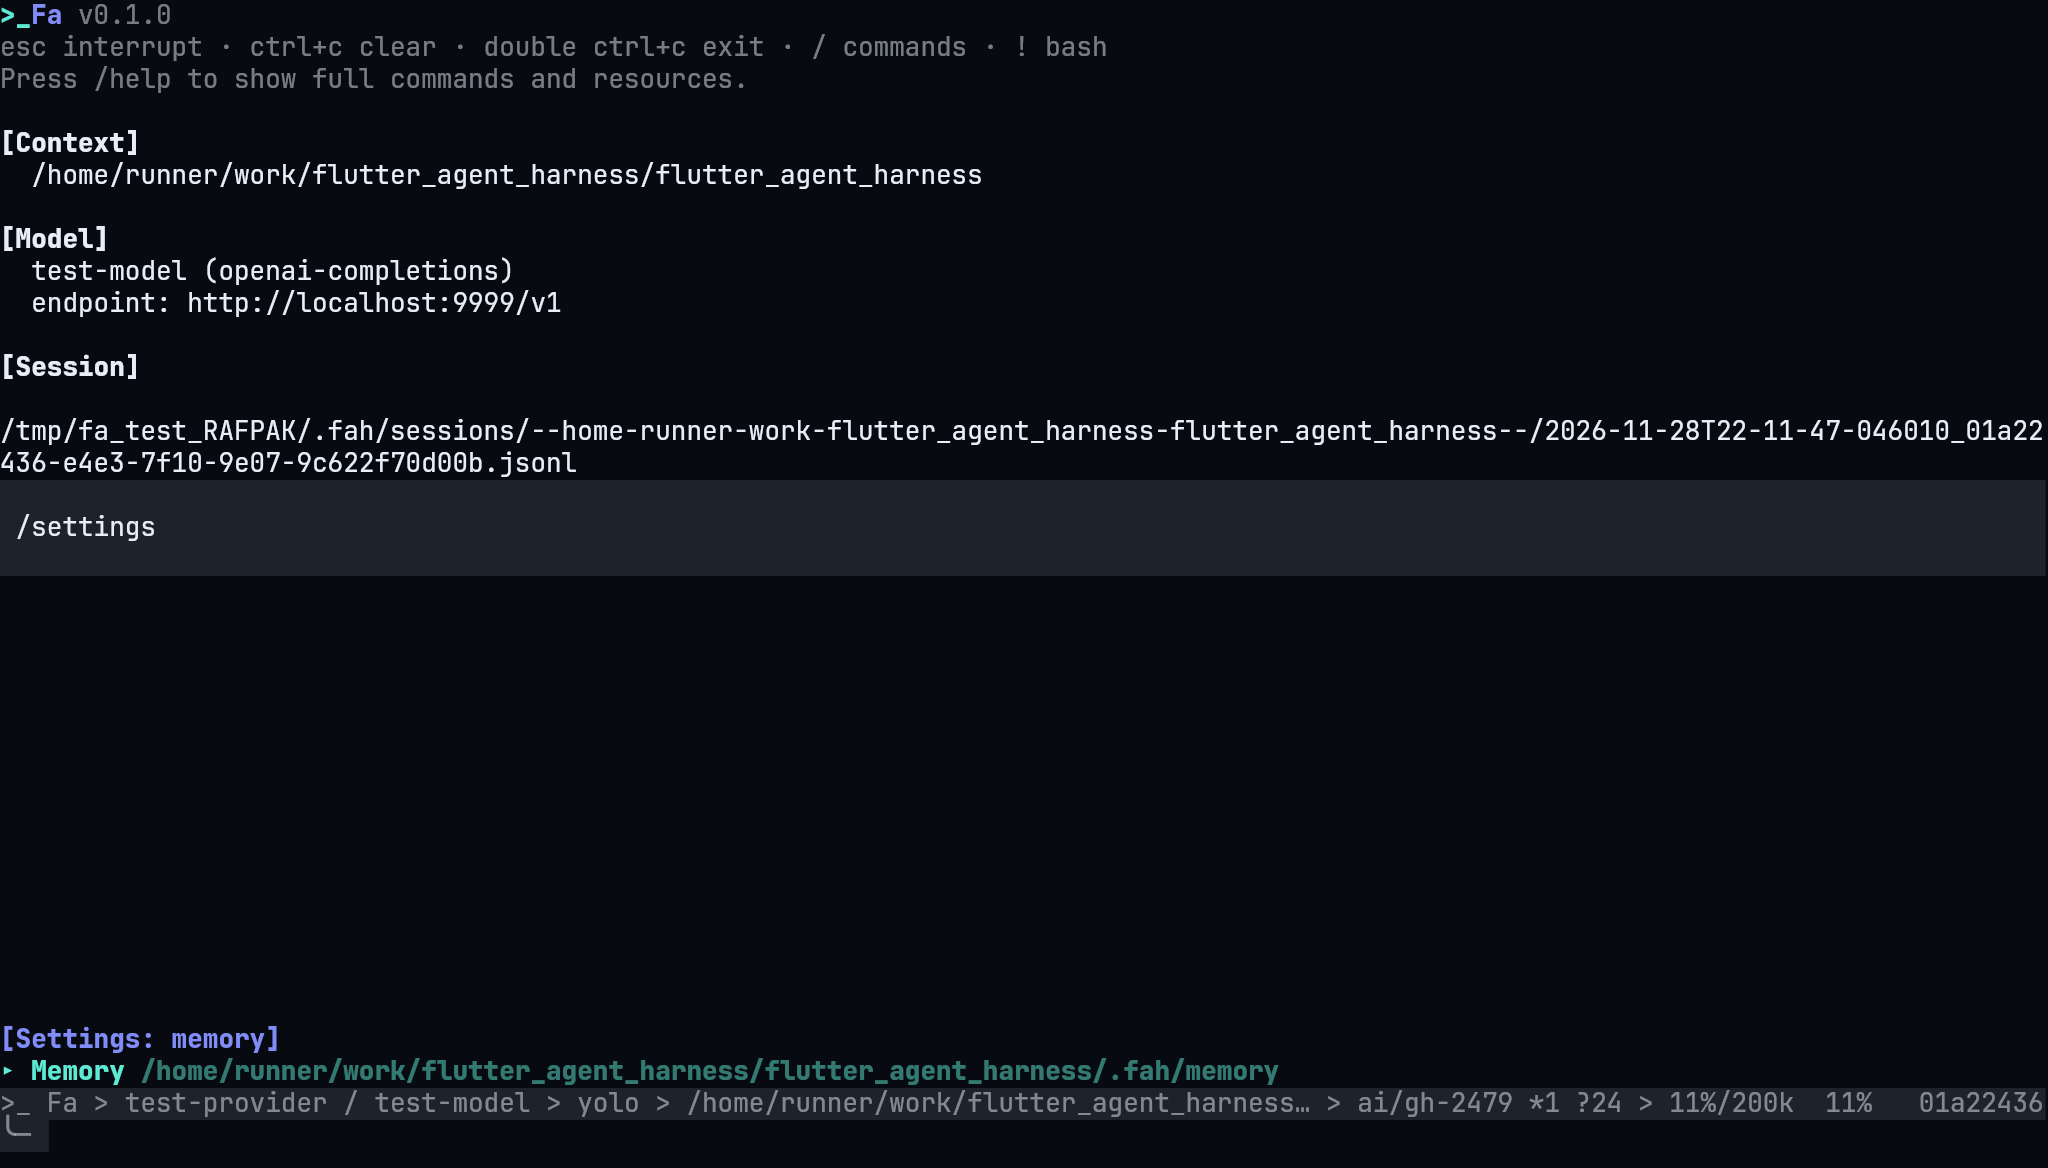 >_Fa v0.1.0
esc interrupt · ctrl+c clear · double ctrl+c exit · / commands · ! bash
Press /help to show full commands and resources.
[Context]
/home/runner/work/flutter_agent_harness/flutter_agent_harness
[Model]
test-model (openai-completions)
endpoint: http://localhost:9999/v1
[Session]
/tmp/fa_test_RAFPAK/.fah/sessions/--home-runner-work-flutter_agent_harness-flutter_agent_harness--/2026-11-28T22-11-47-046010_01a22
436-e4e3-7f10-9e07-9c622f70d00b.jsonl
/settings
[Settings: memory]
▸ Memory /home/runner/work/flutter_agent_harness/flutter_agent_harness/.fah/memory
>_ Fa > test-provider / test-model > yolo > /home/runner/work/flutter_agent_harness… > ai/gh-2479 *1 ?24 > 11%/200k 11% 01a22436